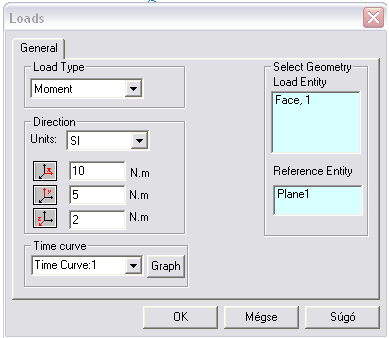 Loads
General
Load Type
Moment
Direction
Units: SI
x 10 N.m
y 5 N.m
z 2 N.m
Time curve
Time Curve:1 Graph
Select Geometry
Load Entity
Face, 1
Reference Entity
Plane1
OK Mégse Súgó